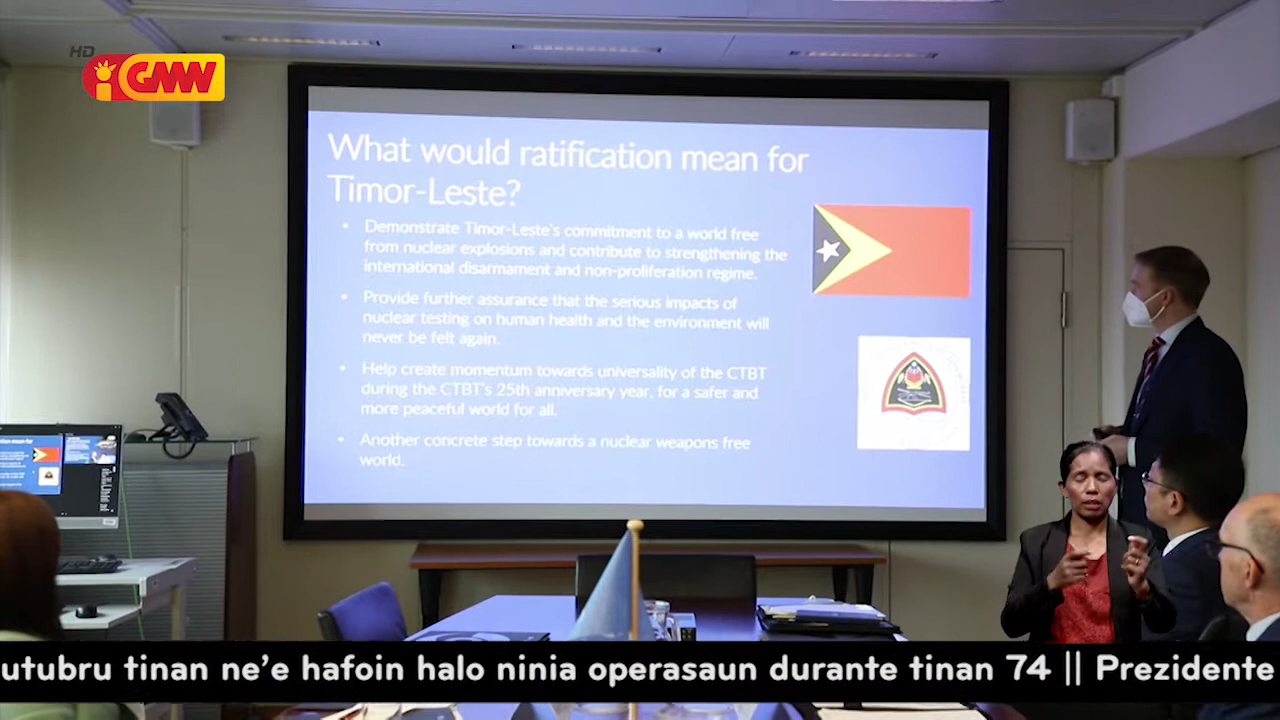 HD
GMN
What would ratification mean for
Timor-Leste?
• Demonstrate Timor-Leste's commitment to a world free
from nuclear explosions and contribute to strengthening the
international disarmament and non-proliferation regime.
• Provide further assurance that the serious impacts of
nuclear testing on human health and the environment will
never be felt again.
• Help create momentum towards universality of the CTBT
during the CTBT's 25th anniversary year, for a safer and
more peaceful world for all.
• Another concrete step towards a nuclear weapons free
world.
utubru tinan ne'e hafoin halo ninia operasaun durante tinan 74 || Prezidente